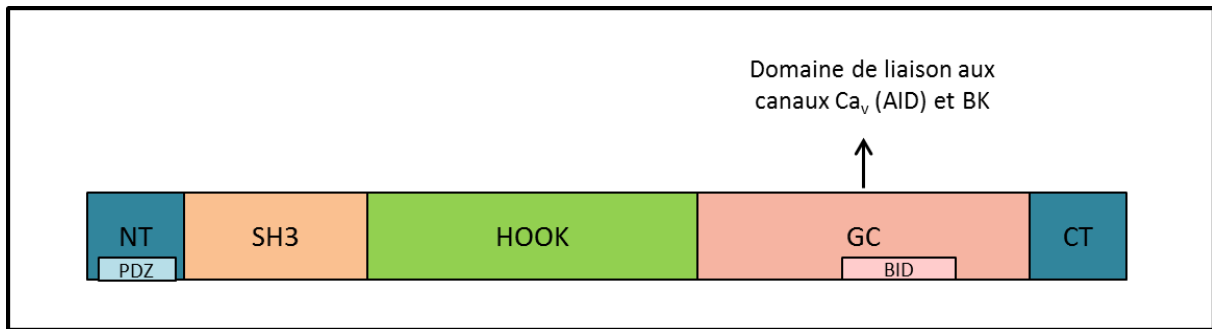 Domaine de liaison aux
canaux Cav (AID) et BK
NT SH3 HOOK GC CT
PDZ BID